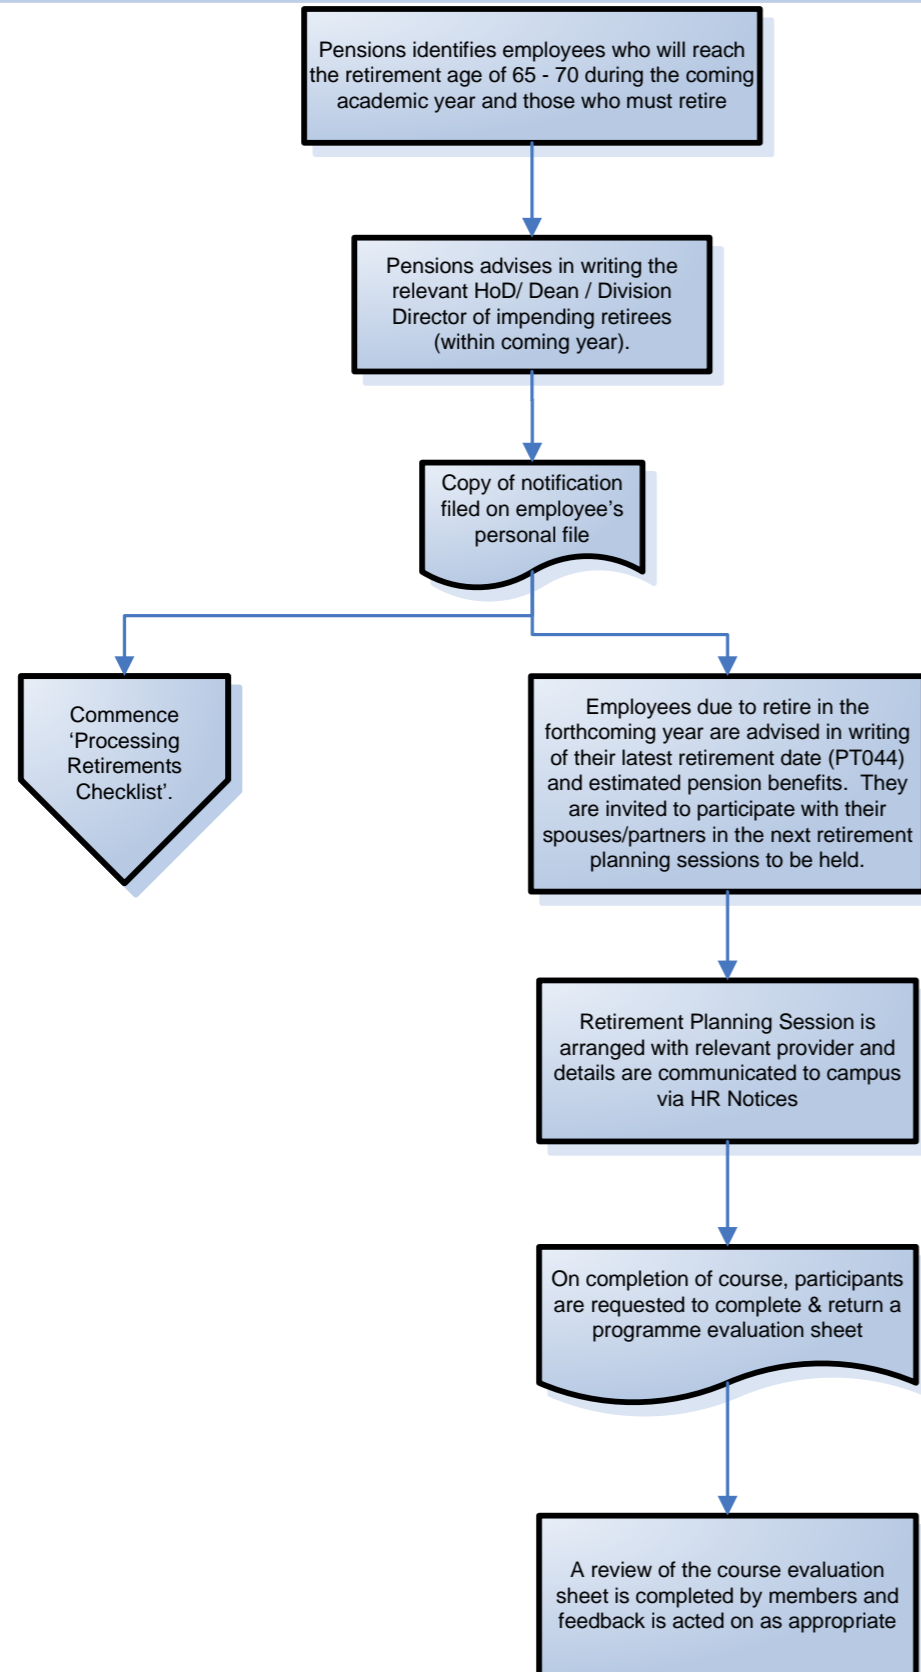 Pensions identifies employees who will reach
the retirement age of 65 - 70 during the coming
academic year and those who must retire
Pensions advises in writing the
relevant HoD/ Dean / Division
Director of impending retirees
(within coming year).
Copy of notification
filed on employee’s
personal file
Commence
‘Processing
Retirements
Checklist’.
Employees due to retire in the
forthcoming year are advised in writing
of their latest retirement date (PT044)
and estimated pension benefits.  They
are invited to participate with their
spouses/partners in the next retirement
planning sessions to be held.
Retirement Planning Session is
arranged with relevant provider and
details are communicated to campus
via HR Notices
On completion of course, participants
are requested to complete & return a
programme evaluation sheet
A review of the course evaluation
sheet is completed by members and
feedback is acted on as appropriate